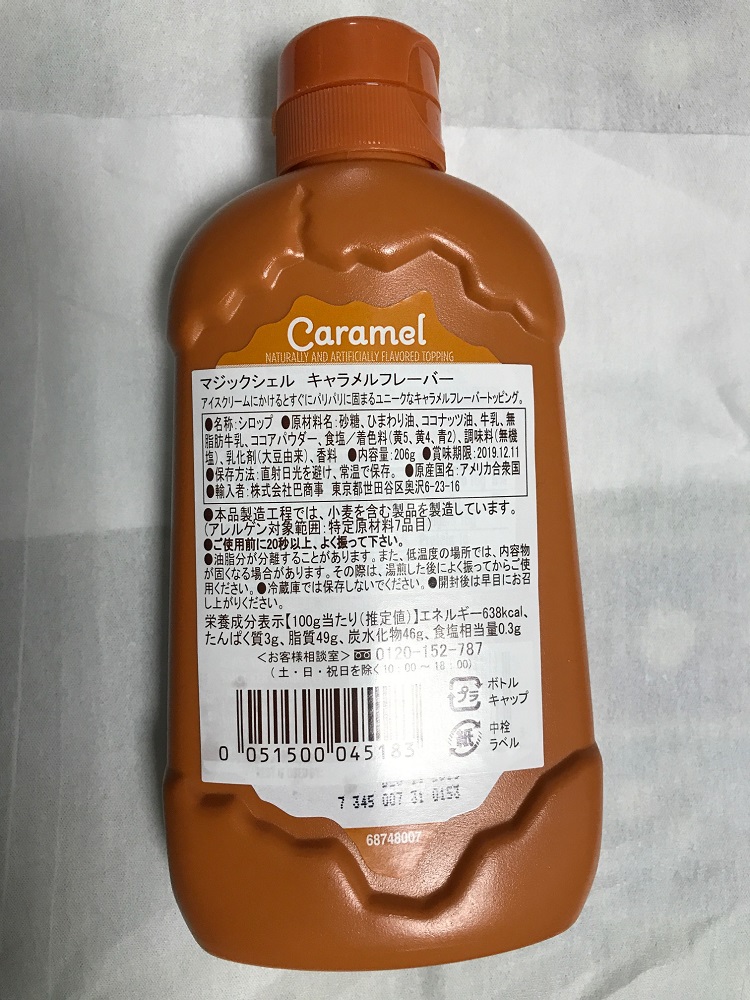 Caramel
NATURALLY AND ARTIFICIALLY FLAVORED TOPPING
マジックシェル キャラメルフレーバー
アイスクリームにかけるとすぐにパリパリに固まるユニークなキャラメルフレーバートッピング。
●名称:シロップ ●原材料名:砂糖、ひまわり油、ココナッツ油、牛乳、無
脂肪牛乳、ココアパウダー、食塩／着色料(黄5、黄4、青2)、調味料(無機
塩)、乳化剤(大豆由来)、香料 ●内容量:206g ●賞味期限:2019.12.11
●保存方法:直射日光を避け、常温で保存。 ●原産国名:アメリカ合衆国
●輸入者:株式会社巴商事 東京都世田谷区奥沢6-23-16
●本品製造工程では、小麦を含む製品を製造しています。
(アレルゲン対象範囲:特定原材料7品目)
●ご使用前に20秒以上、よく振って下さい。
●油脂分が分離することがあります。また、低温度の場所では、内容物
が固くなる場合があります。その際は、湯煎した後によく振ってからご使
用ください。●冷蔵庫では保存しないでください。●開封後は早目にお召
し上がりください。
栄養成分表示【100g当たり(推定値)】エネルギー638kcal、
たんぱく質3g、脂質49g、炭水化物46g、食塩相当量0.3g
＜お客様相談室＞ 0120-152-787
(土・日・祝日を除く10:00〜18:00)
プラ ボトル
キャップ
紙 中栓
ラベル
0 051500 045183
7 345 007 31 0153
68748007